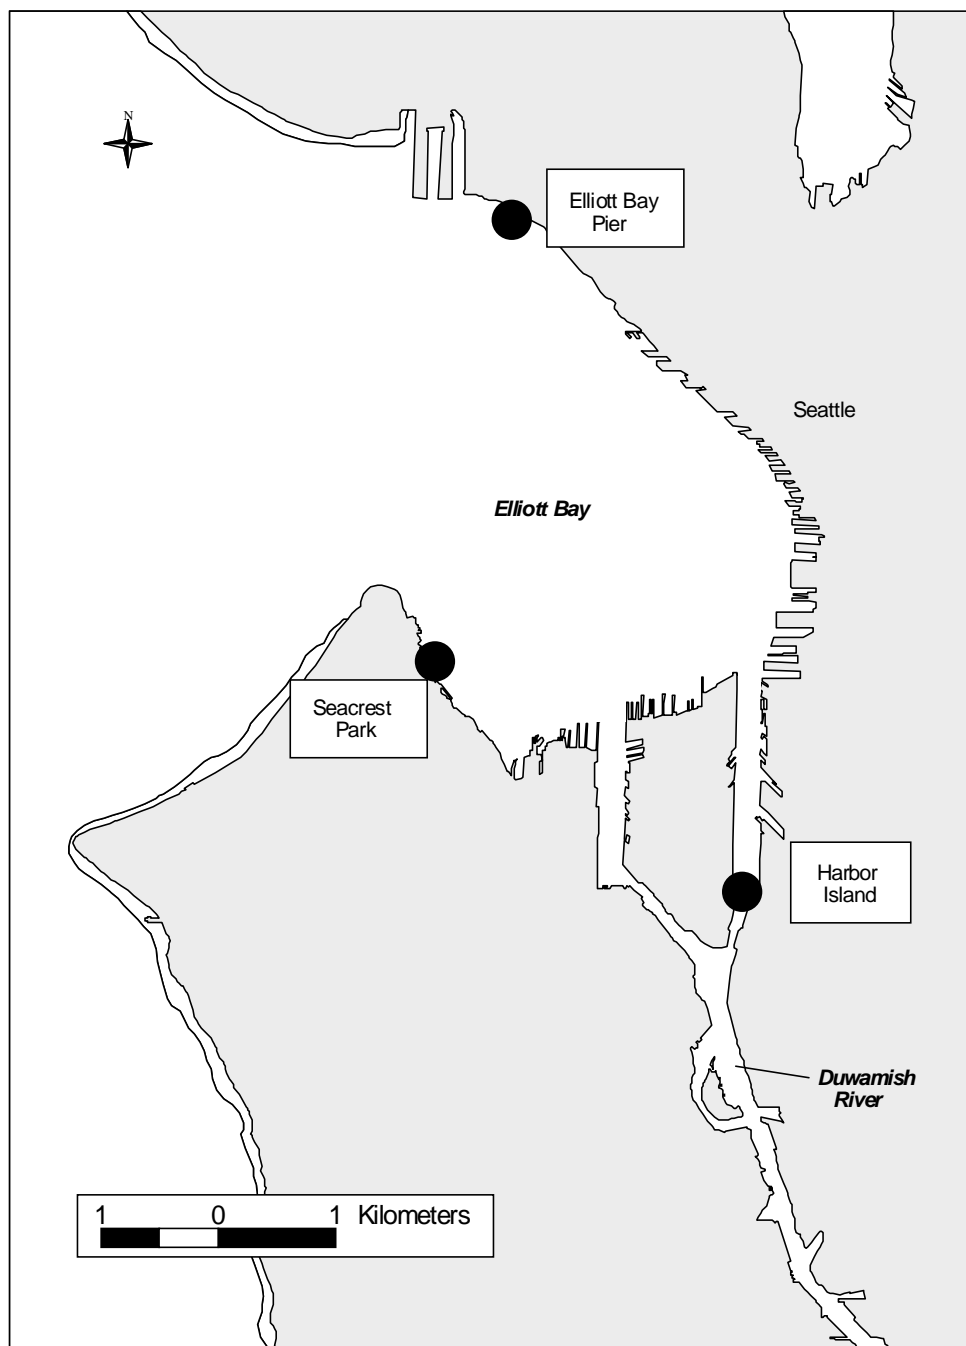 N
Elliott Bay
Pier
Seattle
Elliott Bay
Seacrest
Park
Harbor
Island
Duwamish
River
1 0 1 Kilometers